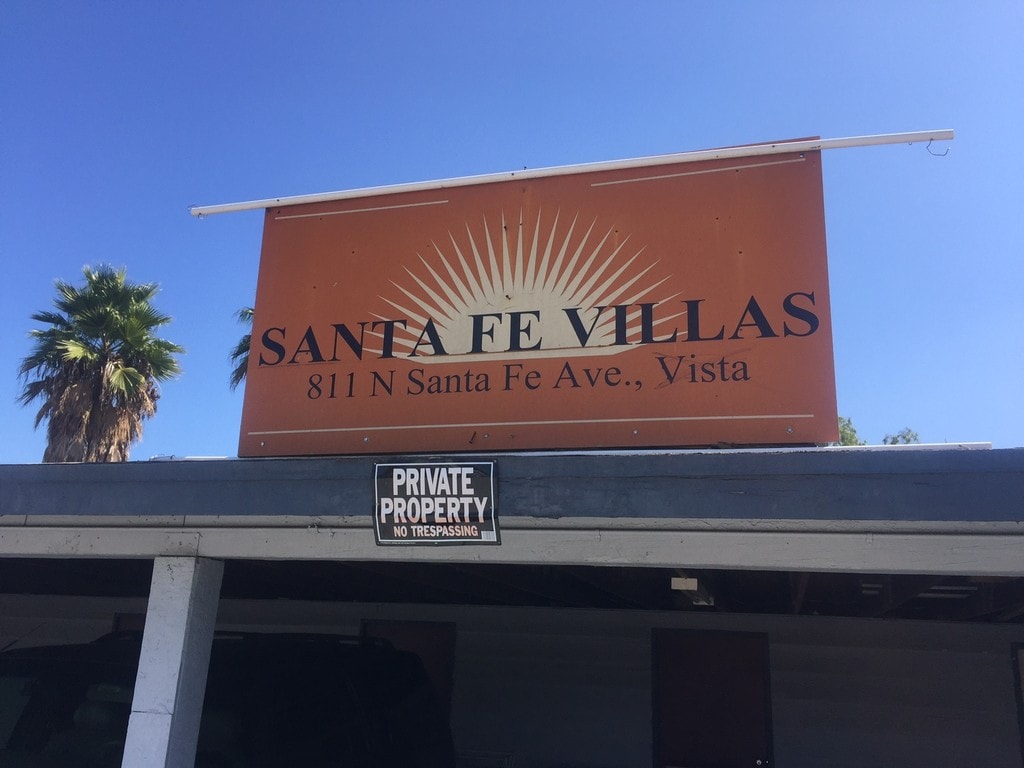 SANTA FE VILLAS
811 N Santa Fe Ave., Vista
PRIVATE
PROPERTY
NO TRESPASSING